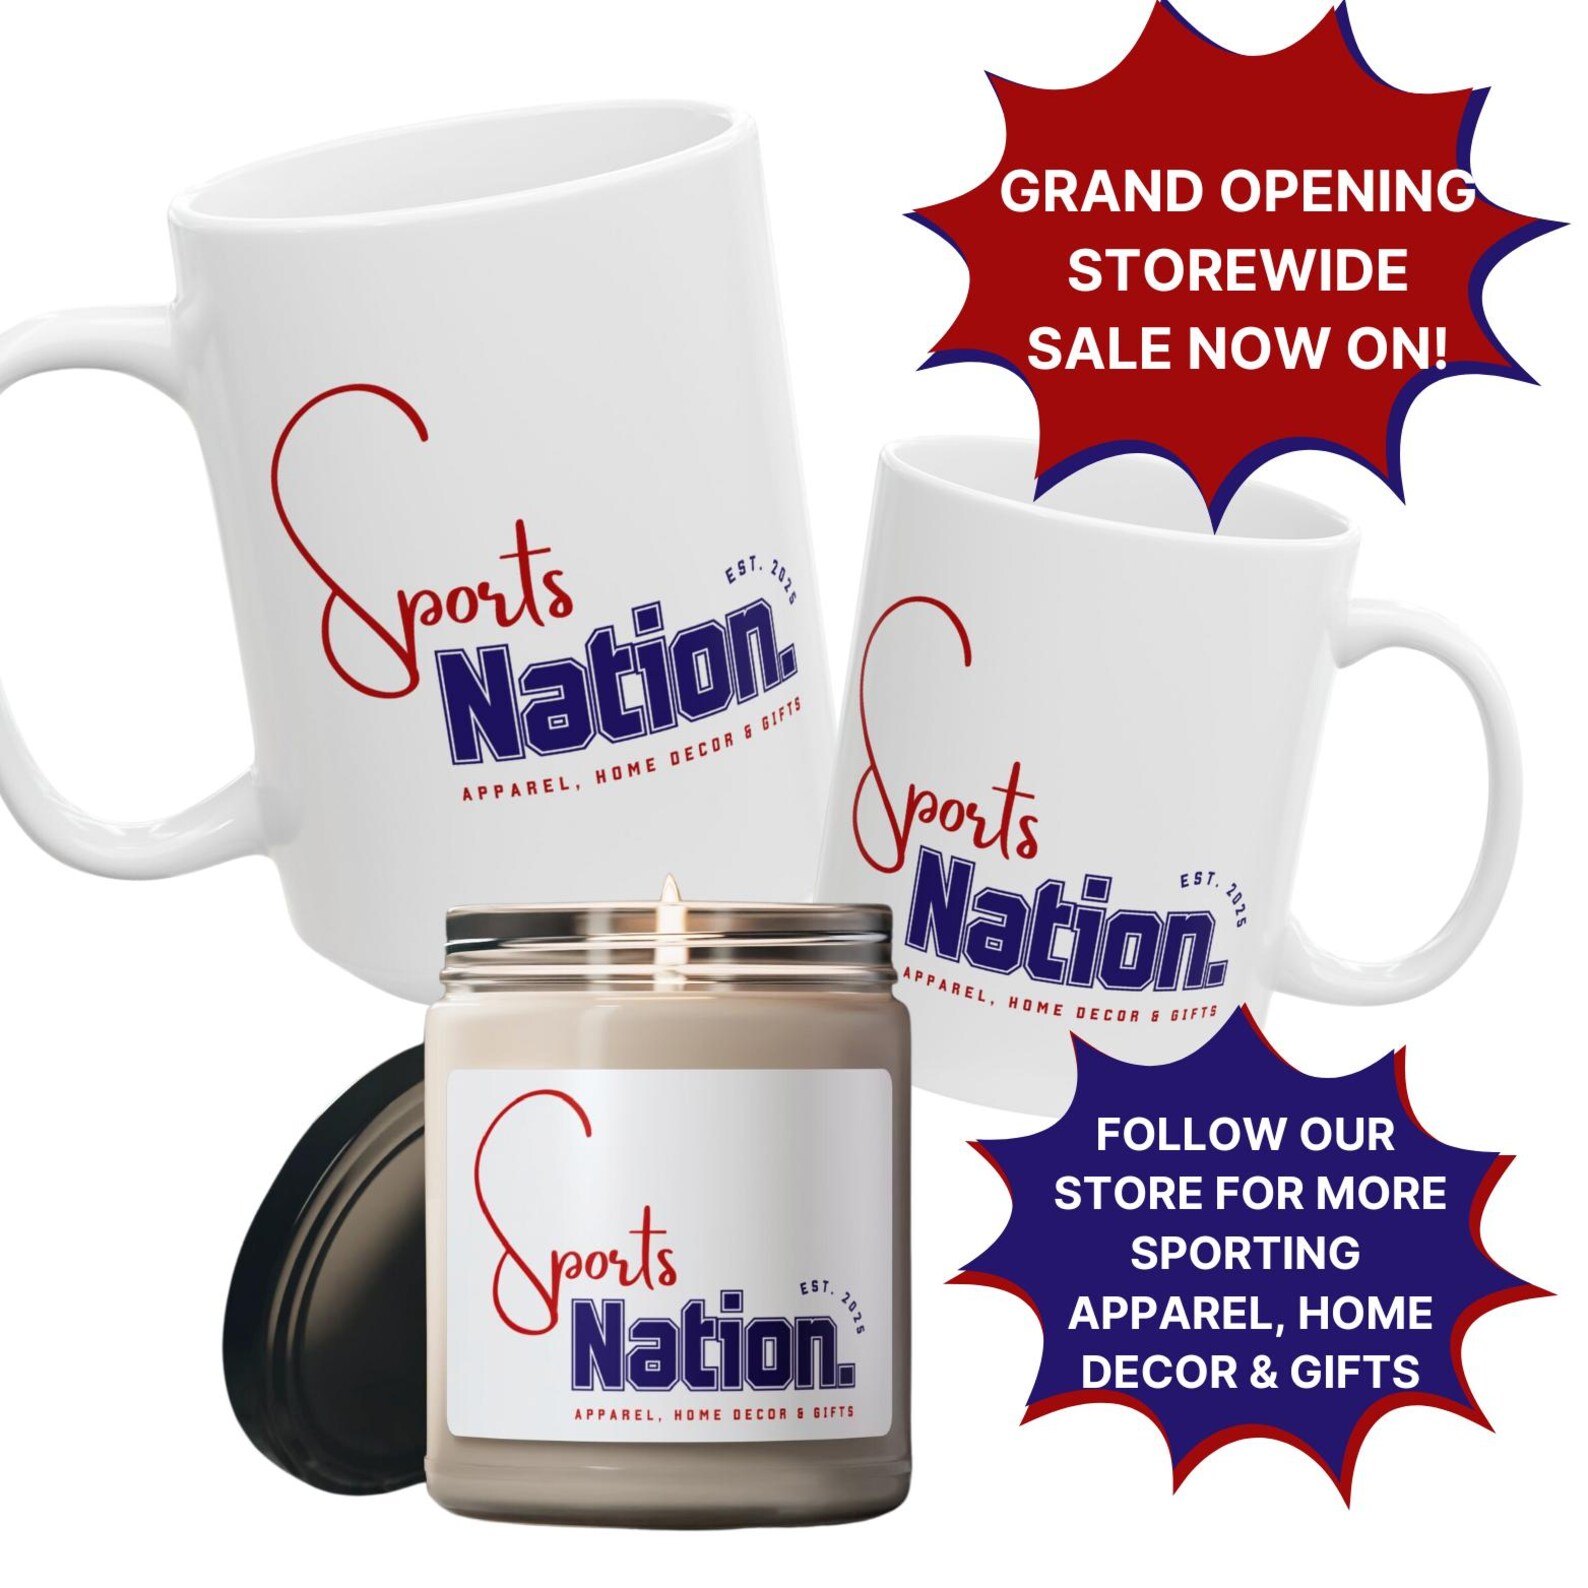 GRAND OPENING
STOREWIDE
SALE NOW ON!
Sports
EST. 2025
Nation.
APPAREL, HOME DECOR & GIFTS
Sports
EST. 2025
Nation.
APPAREL, HOME DECOR & GIFTS
Sports
EST. 2025
Nation.
APPAREL, HOME DECOR & GIFTS
FOLLOW OUR
STORE FOR MORE
SPORTING
APPAREL, HOME
DECOR & GIFTS